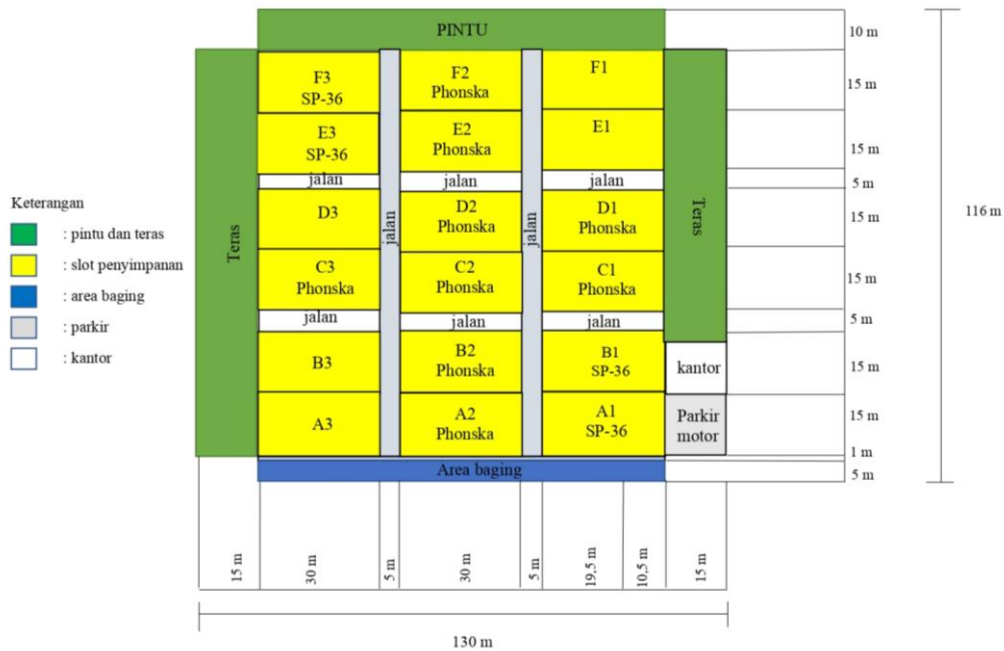 PINTU
10 m
F3
SP-36
F2
Phonska
F1
15 m
E3
SP-36
E2
Phonska
E1
15 m
jalan
jalan
jalan
5 m
Keterangan
: pintu dan teras
: slot penyimpanan
: area baging
: parkir
: kantor
Teras
D3
jalan
D2
Phonska
jalan
D1
Phonska
Teras
15 m
116 m
C3
Phonska
C2
Phonska
C1
Phonska
15 m
jalan
jalan
jalan
5 m
B3
B2
Phonska
B1
SP-36
kantor
15 m
A3
A2
Phonska
A1
SP-36
Parkir
motor
15 m
1 m
Area baging
5 m
15 m
30 m
5 m
30 m
5 m
19,5 m
10,5 m
15 m
130 m